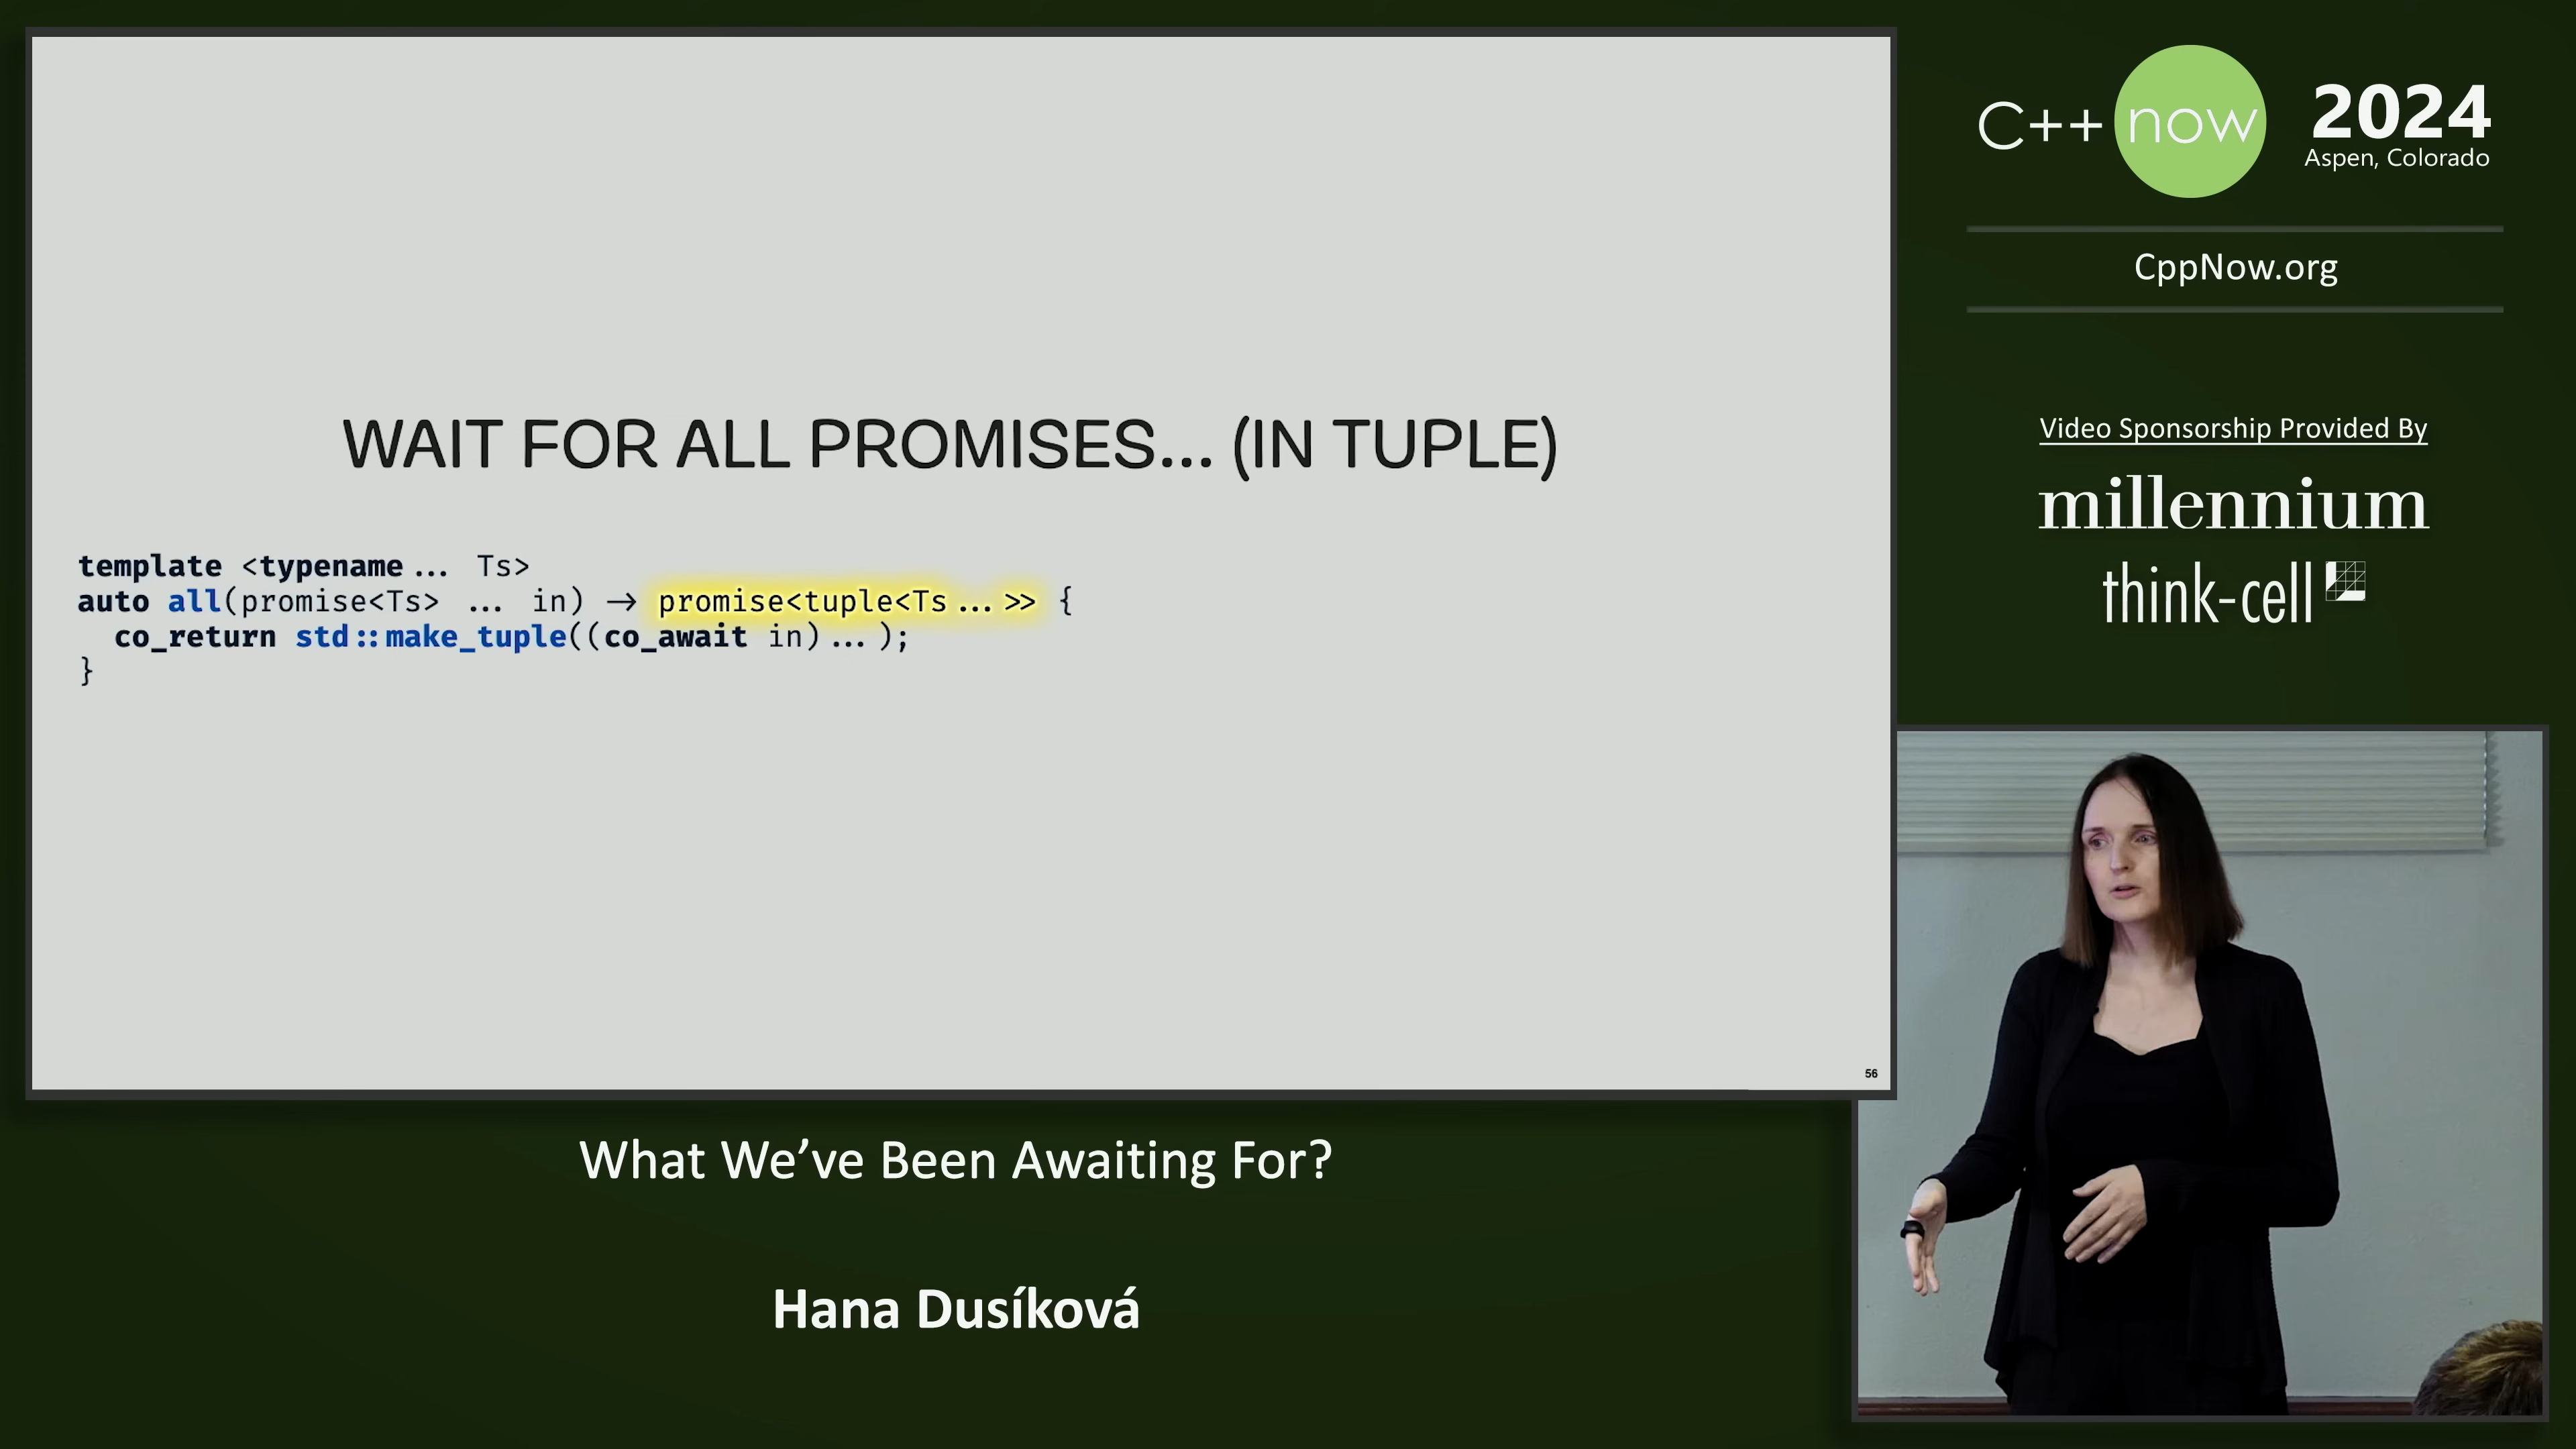 WAIT FOR ALL PROMISES... (IN TUPLE)
template <typename... Ts>
auto all(promise<Ts> ... in) → promise<tuple<Ts...>> {
co_return std::make_tuple((co_await in)...);
}
56
What We’ve Been Awaiting For?
Hana Dusíková
C++ now
2024
Aspen, Colorado
CppNow.org
Video Sponsorship Provided By
millennium
think-cell